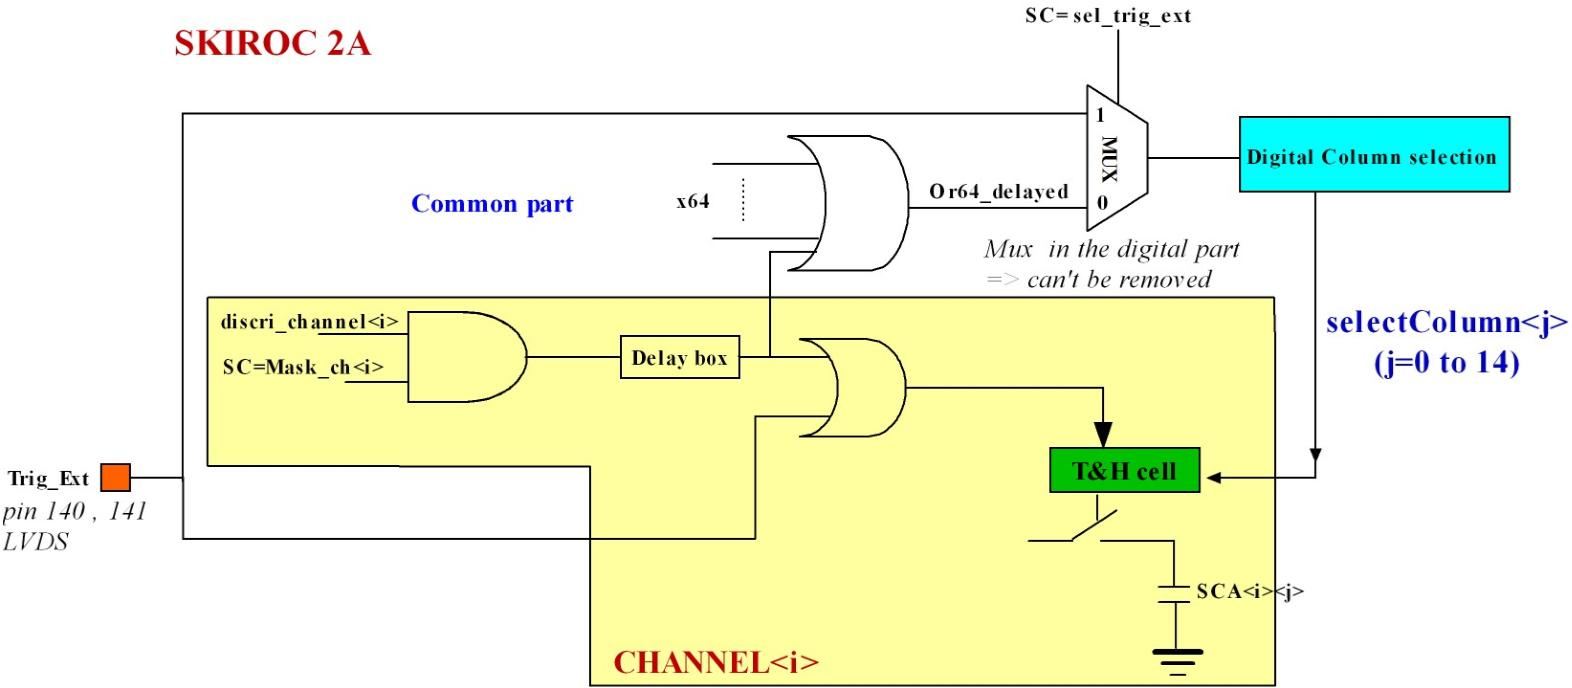 SC= sel_trig_ext
SKIROC 2A
1
MUX
Digital Column selection
Common part
x64
Or64_delayed
0
Mux in the digital part
=> can't be removed
discri_channel<i>
SC=Mask_ch<i>
Delay box
selectColumn<j>
(j=0 to 14)
Trig_Ext
pin 140 , 141
LVDS
T&H cell
SCA<i><j>
CHANNEL<i>